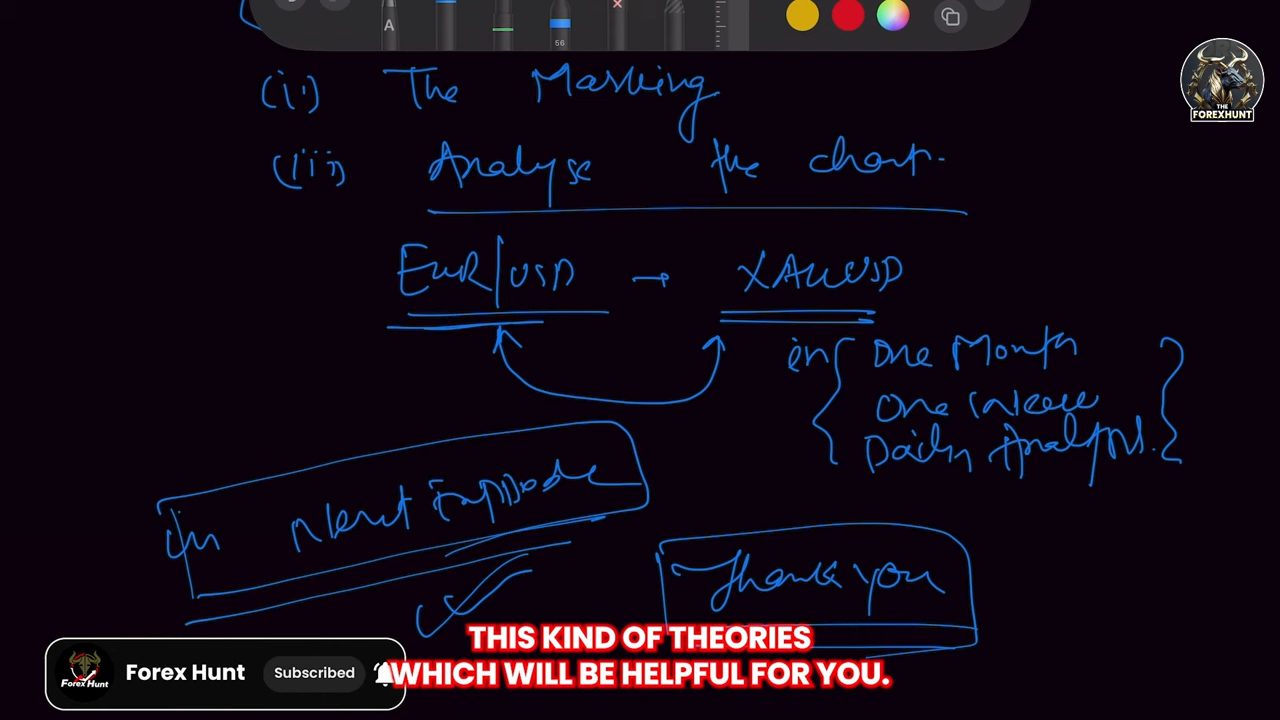 A
56
THE
FOREXHUNT
(ii) The Marking
(iii) Analyse the chart.
EUR/USD → XAUUSD
in { One Month
One Week
Daily Analysis. }
In Next Episode
Thank you
THIS KIND OF THEORIES
WHICH WILL BE HELPFUL FOR YOU.
Forex Hunt
Forex Hunt Subscribed